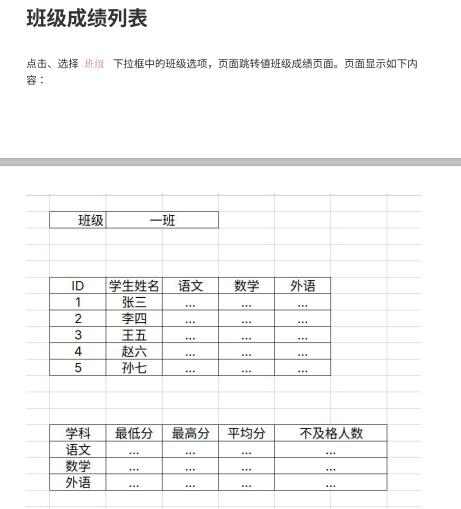 班级成绩列表
点击、选择 班级 下拉框中的班级选项，页面跳转值班级成绩页面。页面显示如下内
容：
班级 一班
ID 学生姓名 语文 数学 外语
1 张三 ... ... ...
2 李四 ... ... ...
3 王五 ... ... ...
4 赵六 ... ... ...
5 孙七 ... ... ...
学科 最低分 最高分 平均分 不及格人数
语文 ... ... ... ...
数学 ... ... ... ...
外语 ... ... ... ...